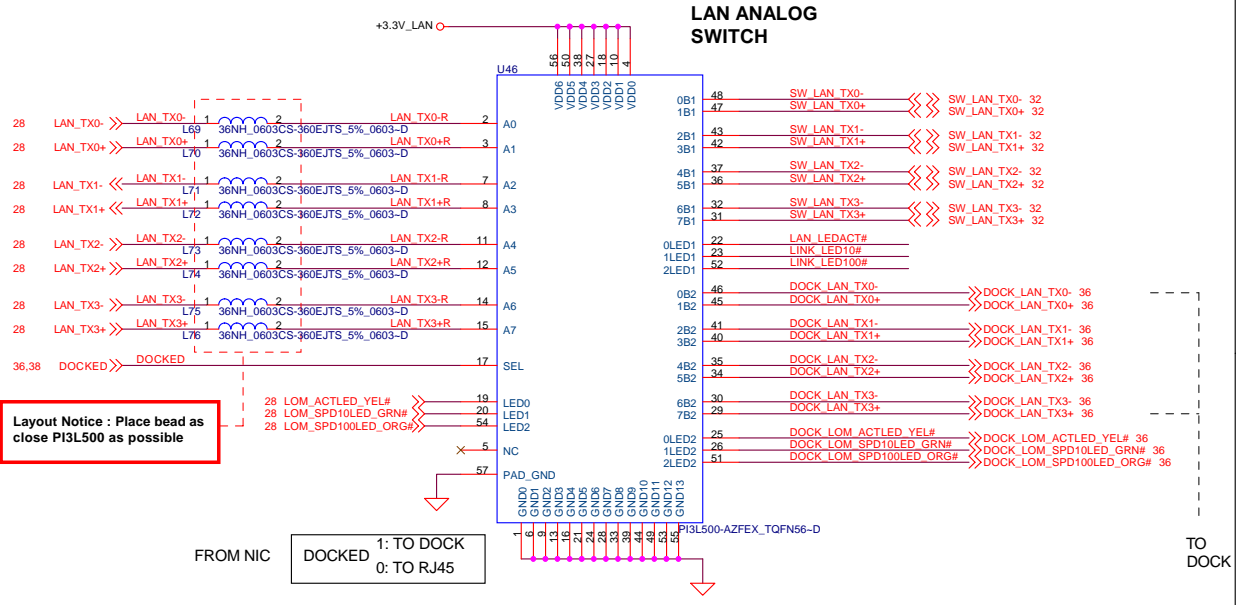 LAN ANALOG
SWITCH
+3.3V_LAN
56 50 38 27 18 10 4
VDD6 VDD5 VDD4 VDD3 VDD2 VDD1 VDD0
U46
28 LAN_TX0- LAN_TX0- L69 1 2 36NH_0603CS-360EJTS_5%_0603~D LAN_TX0-R 2 A0
28 LAN_TX0+ LAN_TX0+ L70 1 2 36NH_0603CS-360EJTS_5%_0603~D LAN_TX0+R 3 A1
28 LAN_TX1- LAN_TX1- L71 1 2 36NH_0603CS-360EJTS_5%_0603~D LAN_TX1-R 7 A2
28 LAN_TX1+ LAN_TX1+ L72 1 2 36NH_0603CS-360EJTS_5%_0603~D LAN_TX1+R 8 A3
28 LAN_TX2- LAN_TX2- L73 1 2 36NH_0603CS-360EJTS_5%_0603~D LAN_TX2-R 11 A4
28 LAN_TX2+ LAN_TX2+ L74 1 2 36NH_0603CS-360EJTS_5%_0603~D LAN_TX2+R 12 A5
28 LAN_TX3- LAN_TX3- L75 1 2 36NH_0603CS-360EJTS_5%_0603~D LAN_TX3-R 14 A6
28 LAN_TX3+ LAN_TX3+ L76 1 2 36NH_0603CS-360EJTS_5%_0603~D LAN_TX3+R 15 A7
36,38 DOCKED DOCKED 17 SEL
28 LOM_ACTLED_YEL# 19 LED0
28 LOM_SPD10LED_GRN# 20 LED1
28 LOM_SPD100LED_ORG# 54 LED2
5 NC
57 PAD_GND
Layout Notice : Place bead as
close PI3L500 as possible
0B1 48 SW_LAN_TX0- SW_LAN_TX0- 32
1B1 47 SW_LAN_TX0+ SW_LAN_TX0+ 32
2B1 43 SW_LAN_TX1- SW_LAN_TX1- 32
3B1 42 SW_LAN_TX1+ SW_LAN_TX1+ 32
4B1 37 SW_LAN_TX2- SW_LAN_TX2- 32
5B1 36 SW_LAN_TX2+ SW_LAN_TX2+ 32
6B1 32 SW_LAN_TX3- SW_LAN_TX3- 32
7B1 31 SW_LAN_TX3+ SW_LAN_TX3+ 32
0LED1 22 LAN_LEDACT#
1LED1 23 LINK_LED10#
2LED1 52 LINK_LED100#
0B2 46 DOCK_LAN_TX0- DOCK_LAN_TX0- 36
1B2 45 DOCK_LAN_TX0+ DOCK_LAN_TX0+ 36
2B2 41 DOCK_LAN_TX1- DOCK_LAN_TX1- 36
3B2 40 DOCK_LAN_TX1+ DOCK_LAN_TX1+ 36
4B2 35 DOCK_LAN_TX2- DOCK_LAN_TX2- 36
5B2 34 DOCK_LAN_TX2+ DOCK_LAN_TX2+ 36
6B2 30 DOCK_LAN_TX3- DOCK_LAN_TX3- 36
7B2 29 DOCK_LAN_TX3+ DOCK_LAN_TX3+ 36
0LED2 25 DOCK_LOM_ACTLED_YEL# DOCK_LOM_ACTLED_YEL# 36
1LED2 26 DOCK_LOM_SPD10LED_GRN# DOCK_LOM_SPD10LED_GRN# 36
2LED2 51 DOCK_LOM_SPD100LED_ORG# DOCK_LOM_SPD100LED_ORG# 36
GND0 GND1 GND2 GND3 GND4 GND5 GND6 GND7 GND8 GND9 GND10 GND11 GND12 GND13
1 6 9 13 16 21 24 28 33 39 44 49 53 55
PI3L500-AZFEX_TQFN56~D
FROM NIC
DOCKED
1: TO DOCK
0: TO RJ45
TO
DOCK